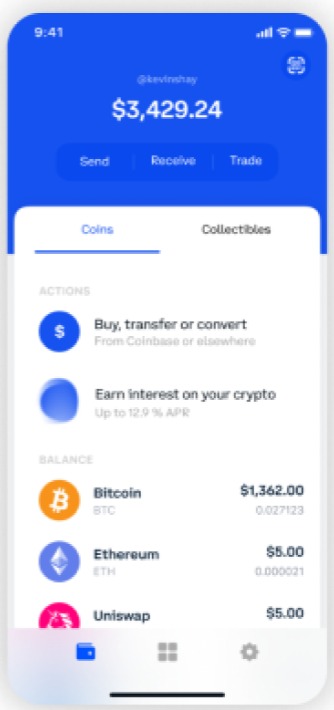 9:41
@kevinshay
$3,429.24
Send Receive Trade
Coins Collectibles
ACTIONS
$
Buy, transfer or convert
From Coinbase or elsewhere
Earn interest on your crypto
Up to 12.9 % APR
BALANCE
Bitcoin $1,362.00
BTC 0.027123
Ethereum $5.00
ETH 0.000021
Uniswap $5.00